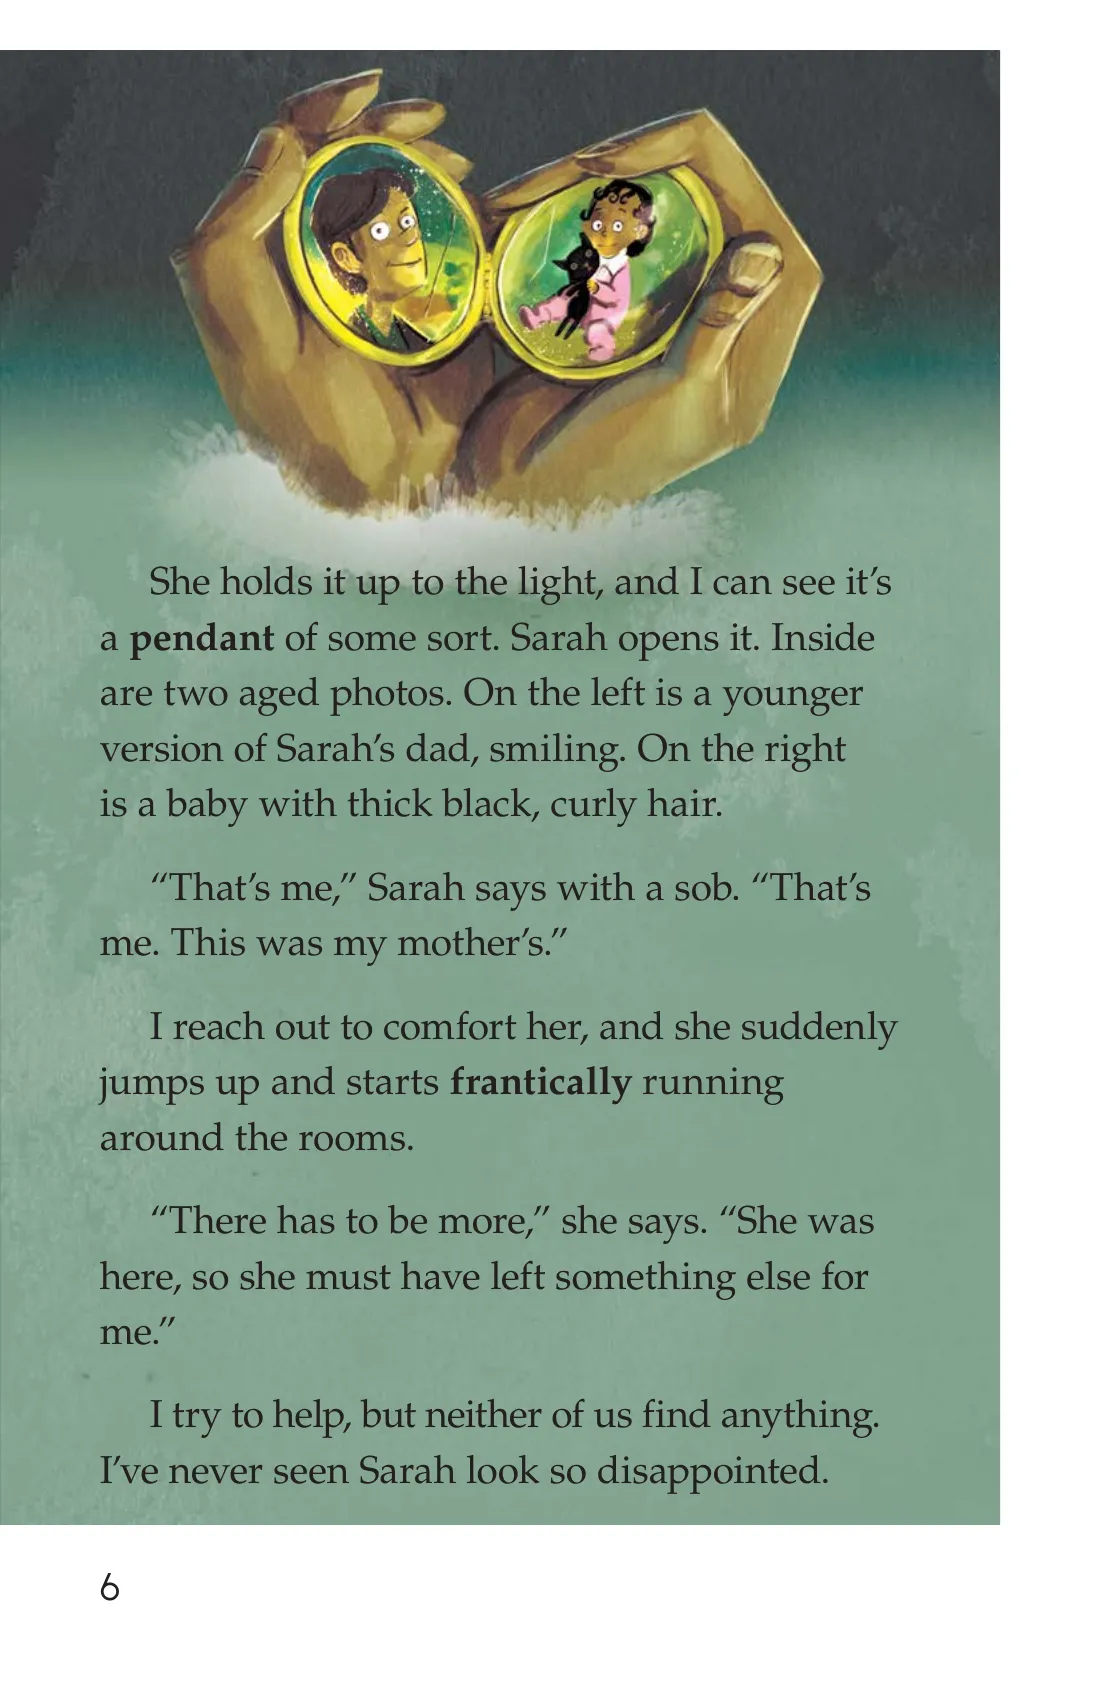 She holds it up to the light, and I can see it’s
a pendant of some sort. Sarah opens it. Inside
are two aged photos. On the left is a younger
version of Sarah’s dad, smiling. On the right
is a baby with thick black, curly hair.
“That’s me,” Sarah says with a sob. “That’s
me. This was my mother’s.”
I reach out to comfort her, and she suddenly
jumps up and starts frantically running
around the rooms.
“There has to be more,” she says. “She was
here, so she must have left something else for
me.”
I try to help, but neither of us find anything.
I’ve never seen Sarah look so disappointed.
6